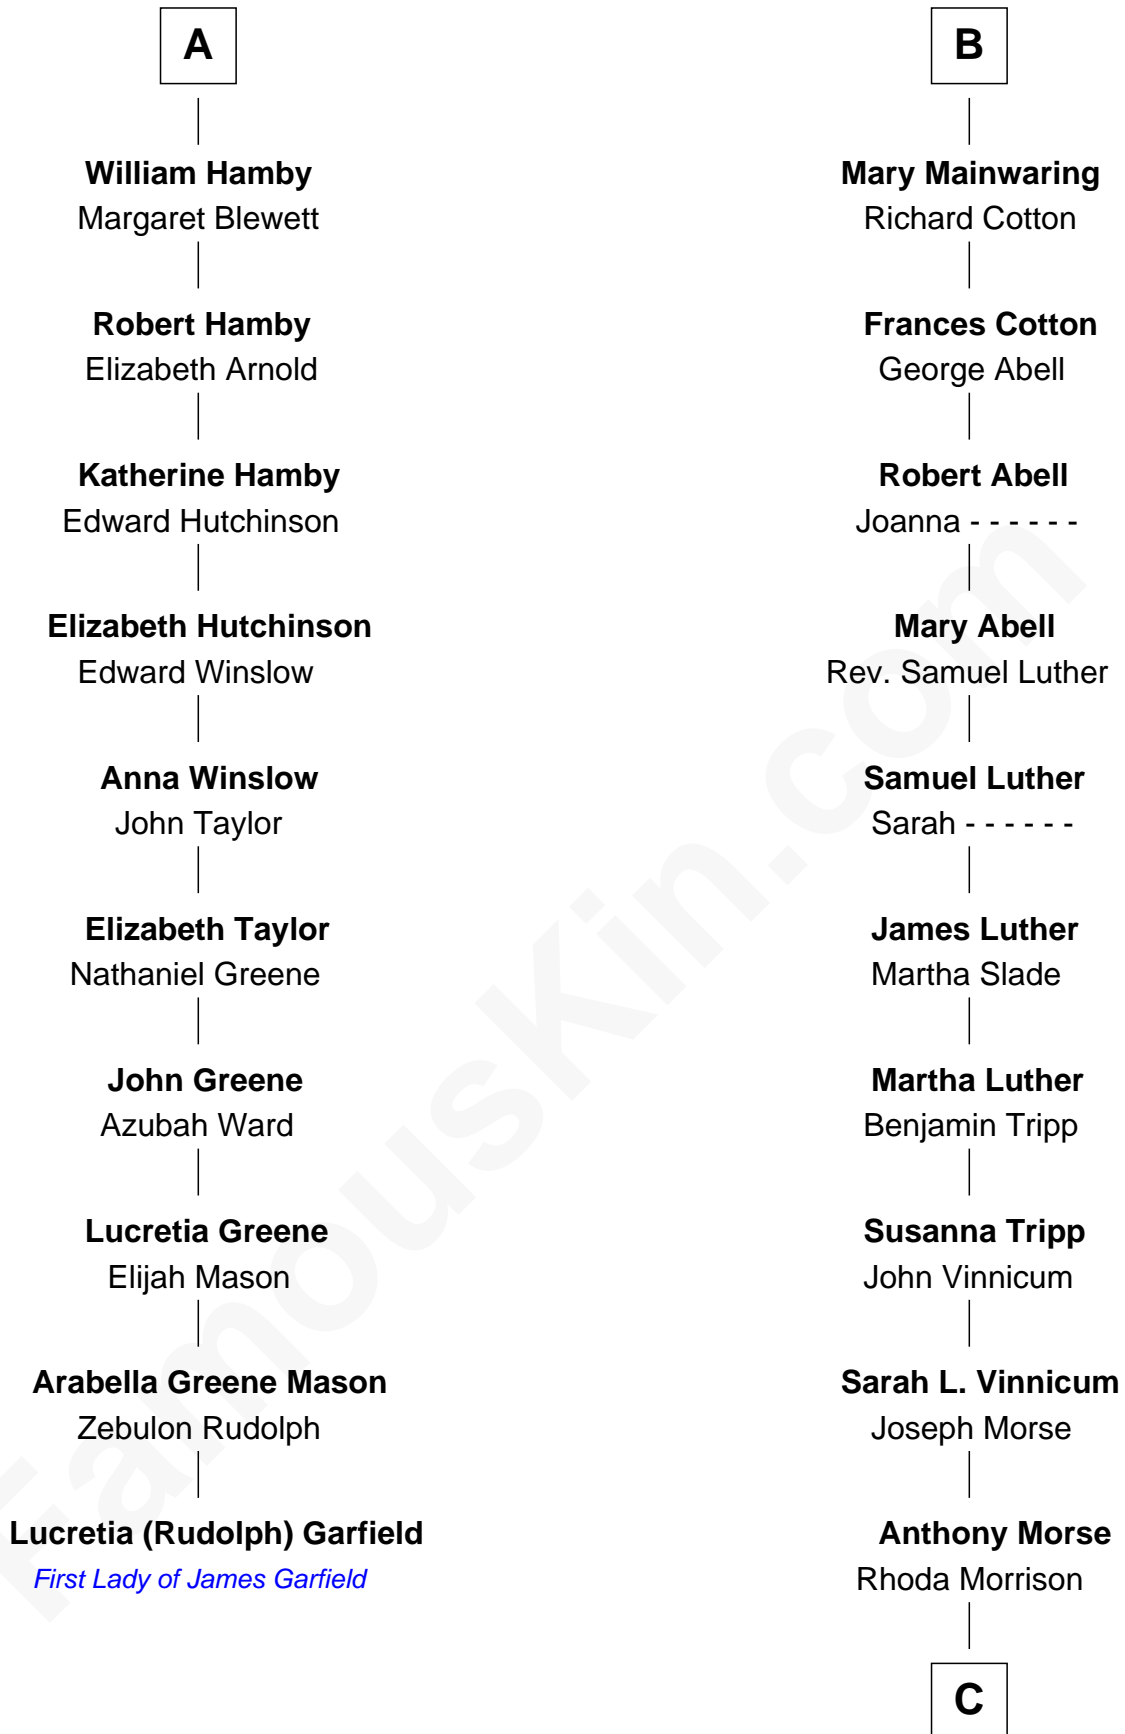 A
William Hamby
Margaret Blewett
Robert Hamby
Elizabeth Arnold
Katherine Hamby
Edward Hutchinson
Elizabeth Hutchinson
Edward Winslow
Anna Winslow
John Taylor
Elizabeth Taylor
Nathaniel Greene
John Greene
Azubah Ward
Lucretia Greene
Elijah Mason
Arabella Greene Mason
Zebulon Rudolph
Lucretia (Rudolph) Garfield
First Lady of James Garfield
B
Mary Mainwaring
Richard Cotton
Frances Cotton
George Abell
Robert Abell
Joanna - - - - - -
Mary Abell
Rev. Samuel Luther
Samuel Luther
Sarah - - - - - -
James Luther
Martha Slade
Martha Luther
Benjamin Tripp
Susanna Tripp
John Vinnicum
Sarah L. Vinnicum
Joseph Morse
Anthony Morse
Rhoda Morrison
C
FamousKin.com